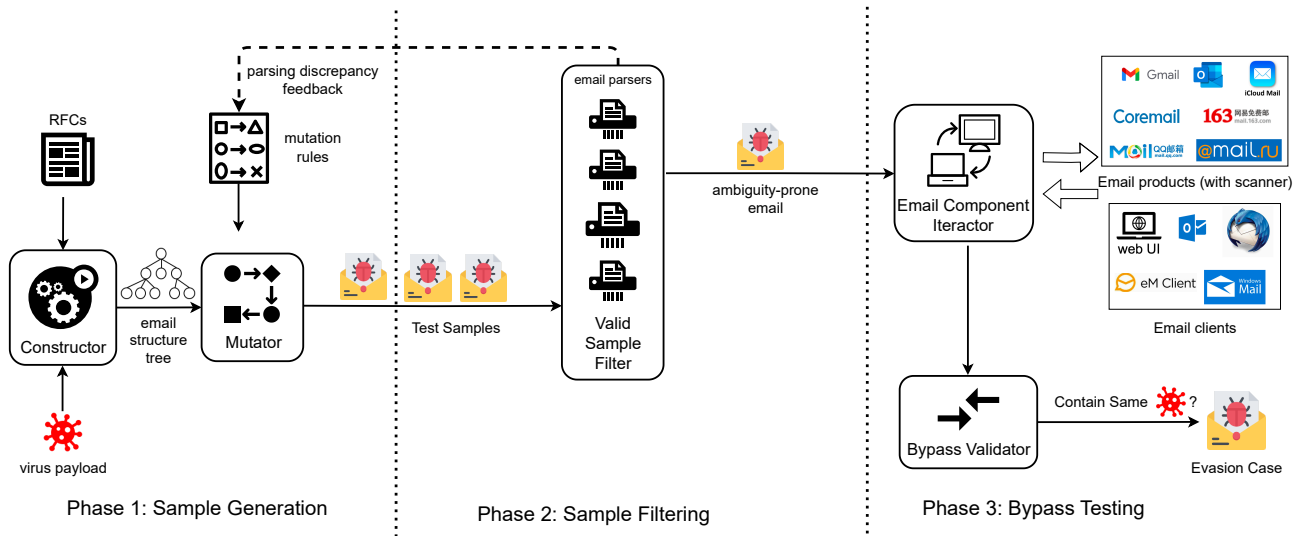 parsing discrepancy
feedback
RFCs
mutation
rules
Constructor
email
structure
tree
Mutator
virus payload
Phase 1: Sample Generation
email parsers
Test Samples
Valid
Sample
Filter
Phase 2: Sample Filtering
ambiguity-prone
email
Email Component
Iteractor
Gmail
iCloud Mail
Coremail
163 网易免费邮
mail.163.com
Mail QQ邮箱
mail.qq.com
@mail.ru
Email products (with scanner)
web UI
eM Client
Windows
Mail
Email clients
Bypass Validator
Contain Same ?
Evasion Case
Phase 3: Bypass Testing